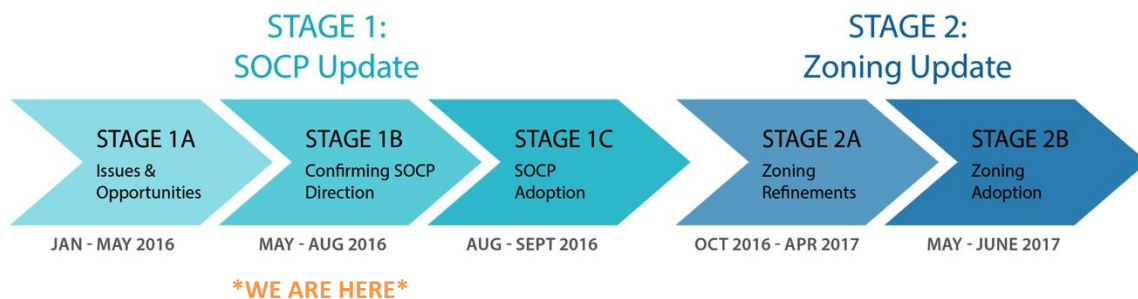 STAGE 1:
SOCP Update
STAGE 2:
Zoning Update
STAGE 1A
Issues &
Opportunities
STAGE 1B
Confirming SOCP
Direction
STAGE 1C
SOCP
Adoption
STAGE 2A
Zoning
Refinements
STAGE 2B
Zoning
Adoption
JAN - MAY 2016
MAY - AUG 2016
AUG - SEPT 2016
OCT 2016 - APR 2017
MAY - JUNE 2017
*WE ARE HERE*